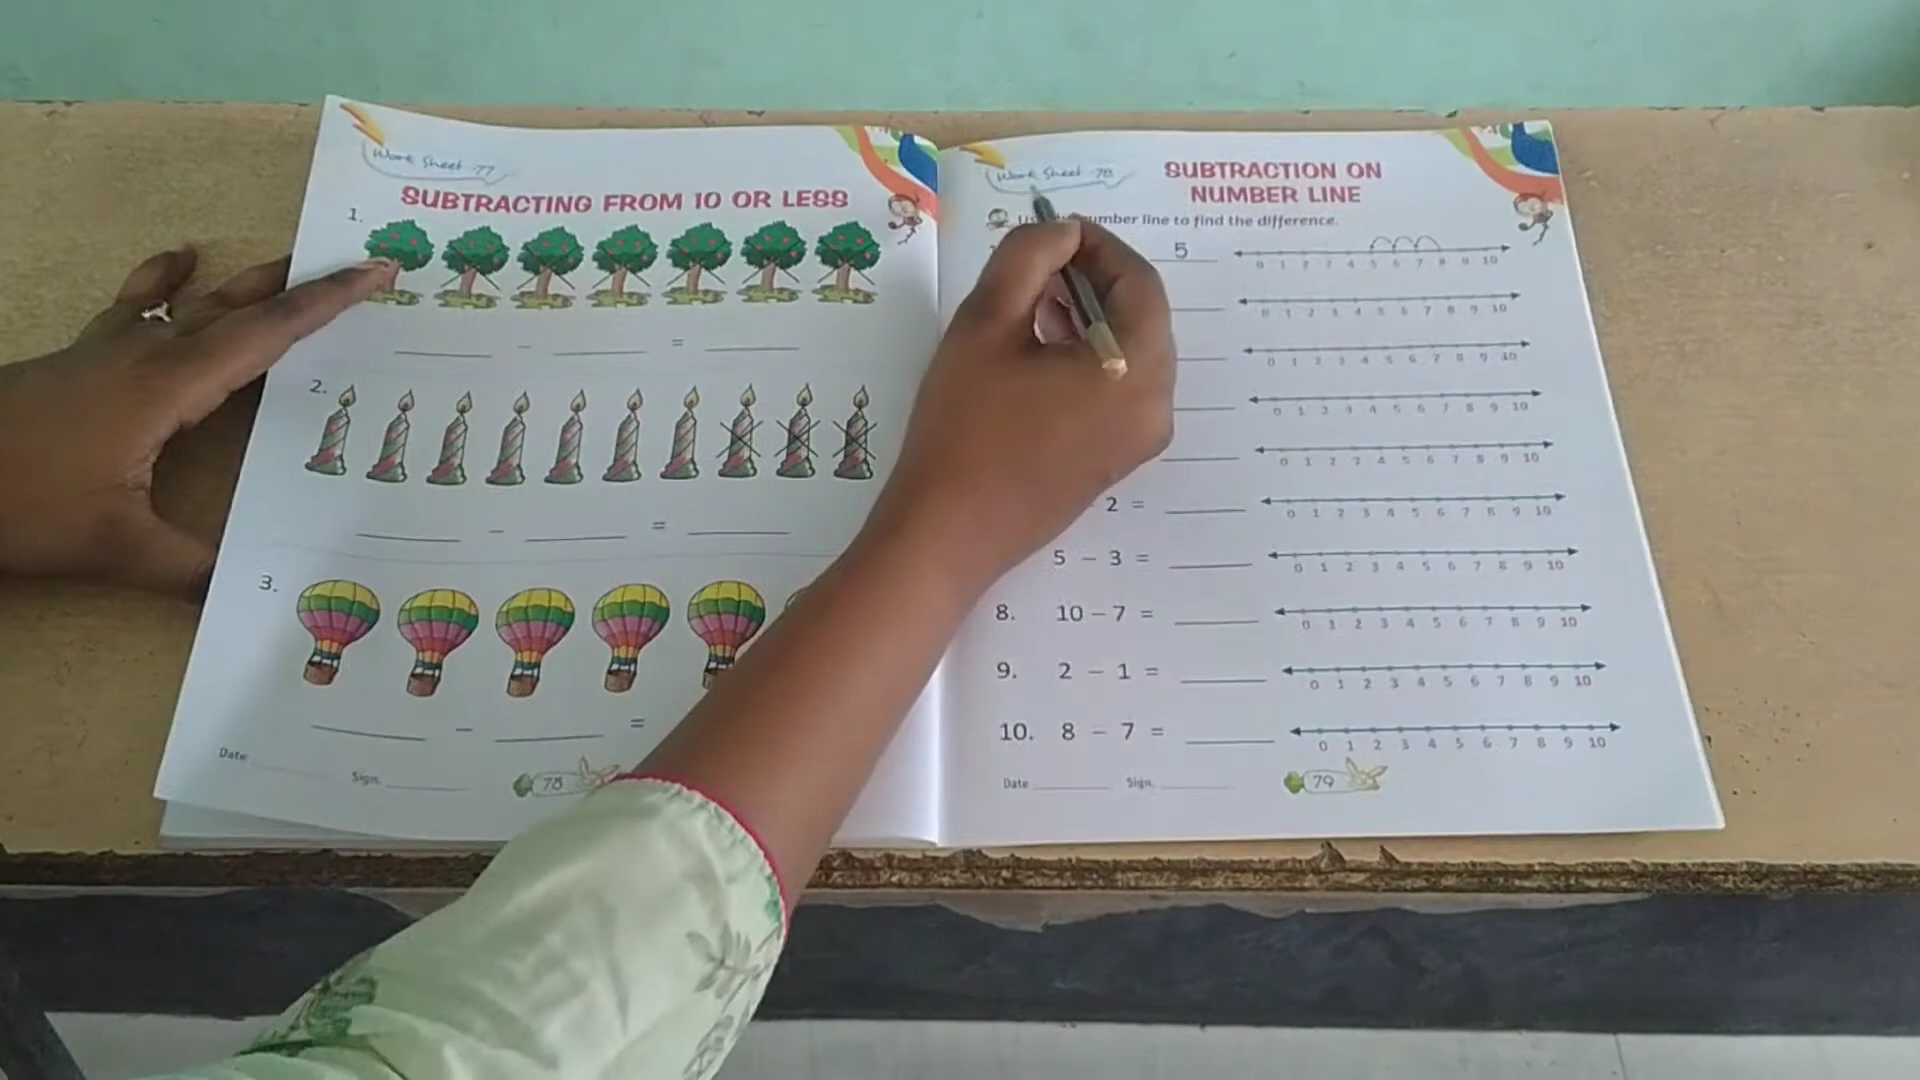 Work Sheet -77
SUBTRACTING FROM 10 OR LESS
1.
- =
2.
- =
3.
- =
Date
Sign.
78
Work Sheet -78
SUBTRACTION ON
NUMBER LINE
number line to find the difference.
5 0 1 2 3 4 5 6 7 8 9 10
0 1 2 3 4 5 6 7 8 9 10
0 1 2 3 4 5 6 7 8 9 10
0 1 2 3 4 5 6 7 8 9 10
0 1 2 3 4 5 6 7 8 9 10
2 = 0 1 2 3 4 5 6 7 8 9 10
5 - 3 = 0 1 2 3 4 5 6 7 8 9 10
8. 10 - 7 = 0 1 2 3 4 5 6 7 8 9 10
9. 2 - 1 = 0 1 2 3 4 5 6 7 8 9 10
10. 8 - 7 = 0 1 2 3 4 5 6 7 8 9 10
Date
Sign.
79